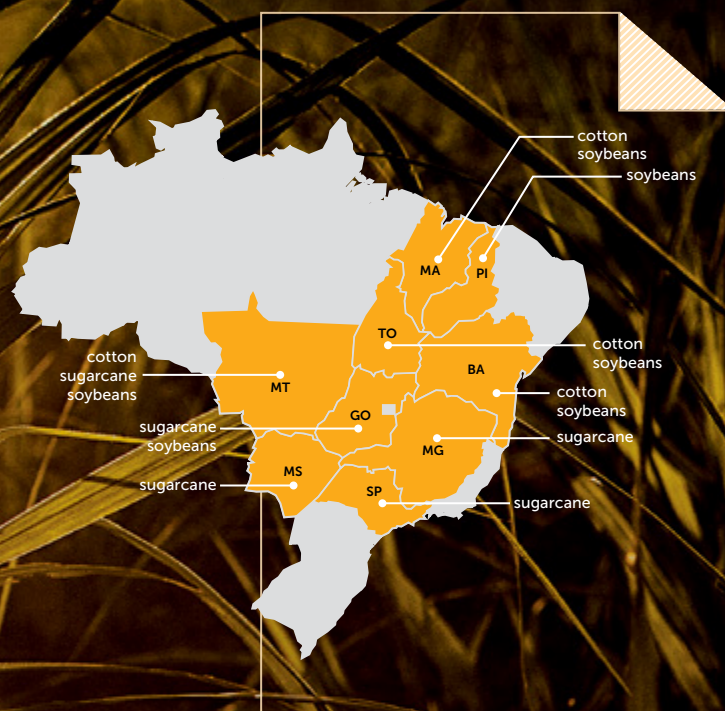 cotton
soybeans
soybeans
MA
PI
TO
cotton
soybeans
cotton
sugarcane
soybeans
MT
BA
cotton
soybeans
GO
sugarcane
soybeans
sugarcane
MG
MS
sugarcane
SP
sugarcane